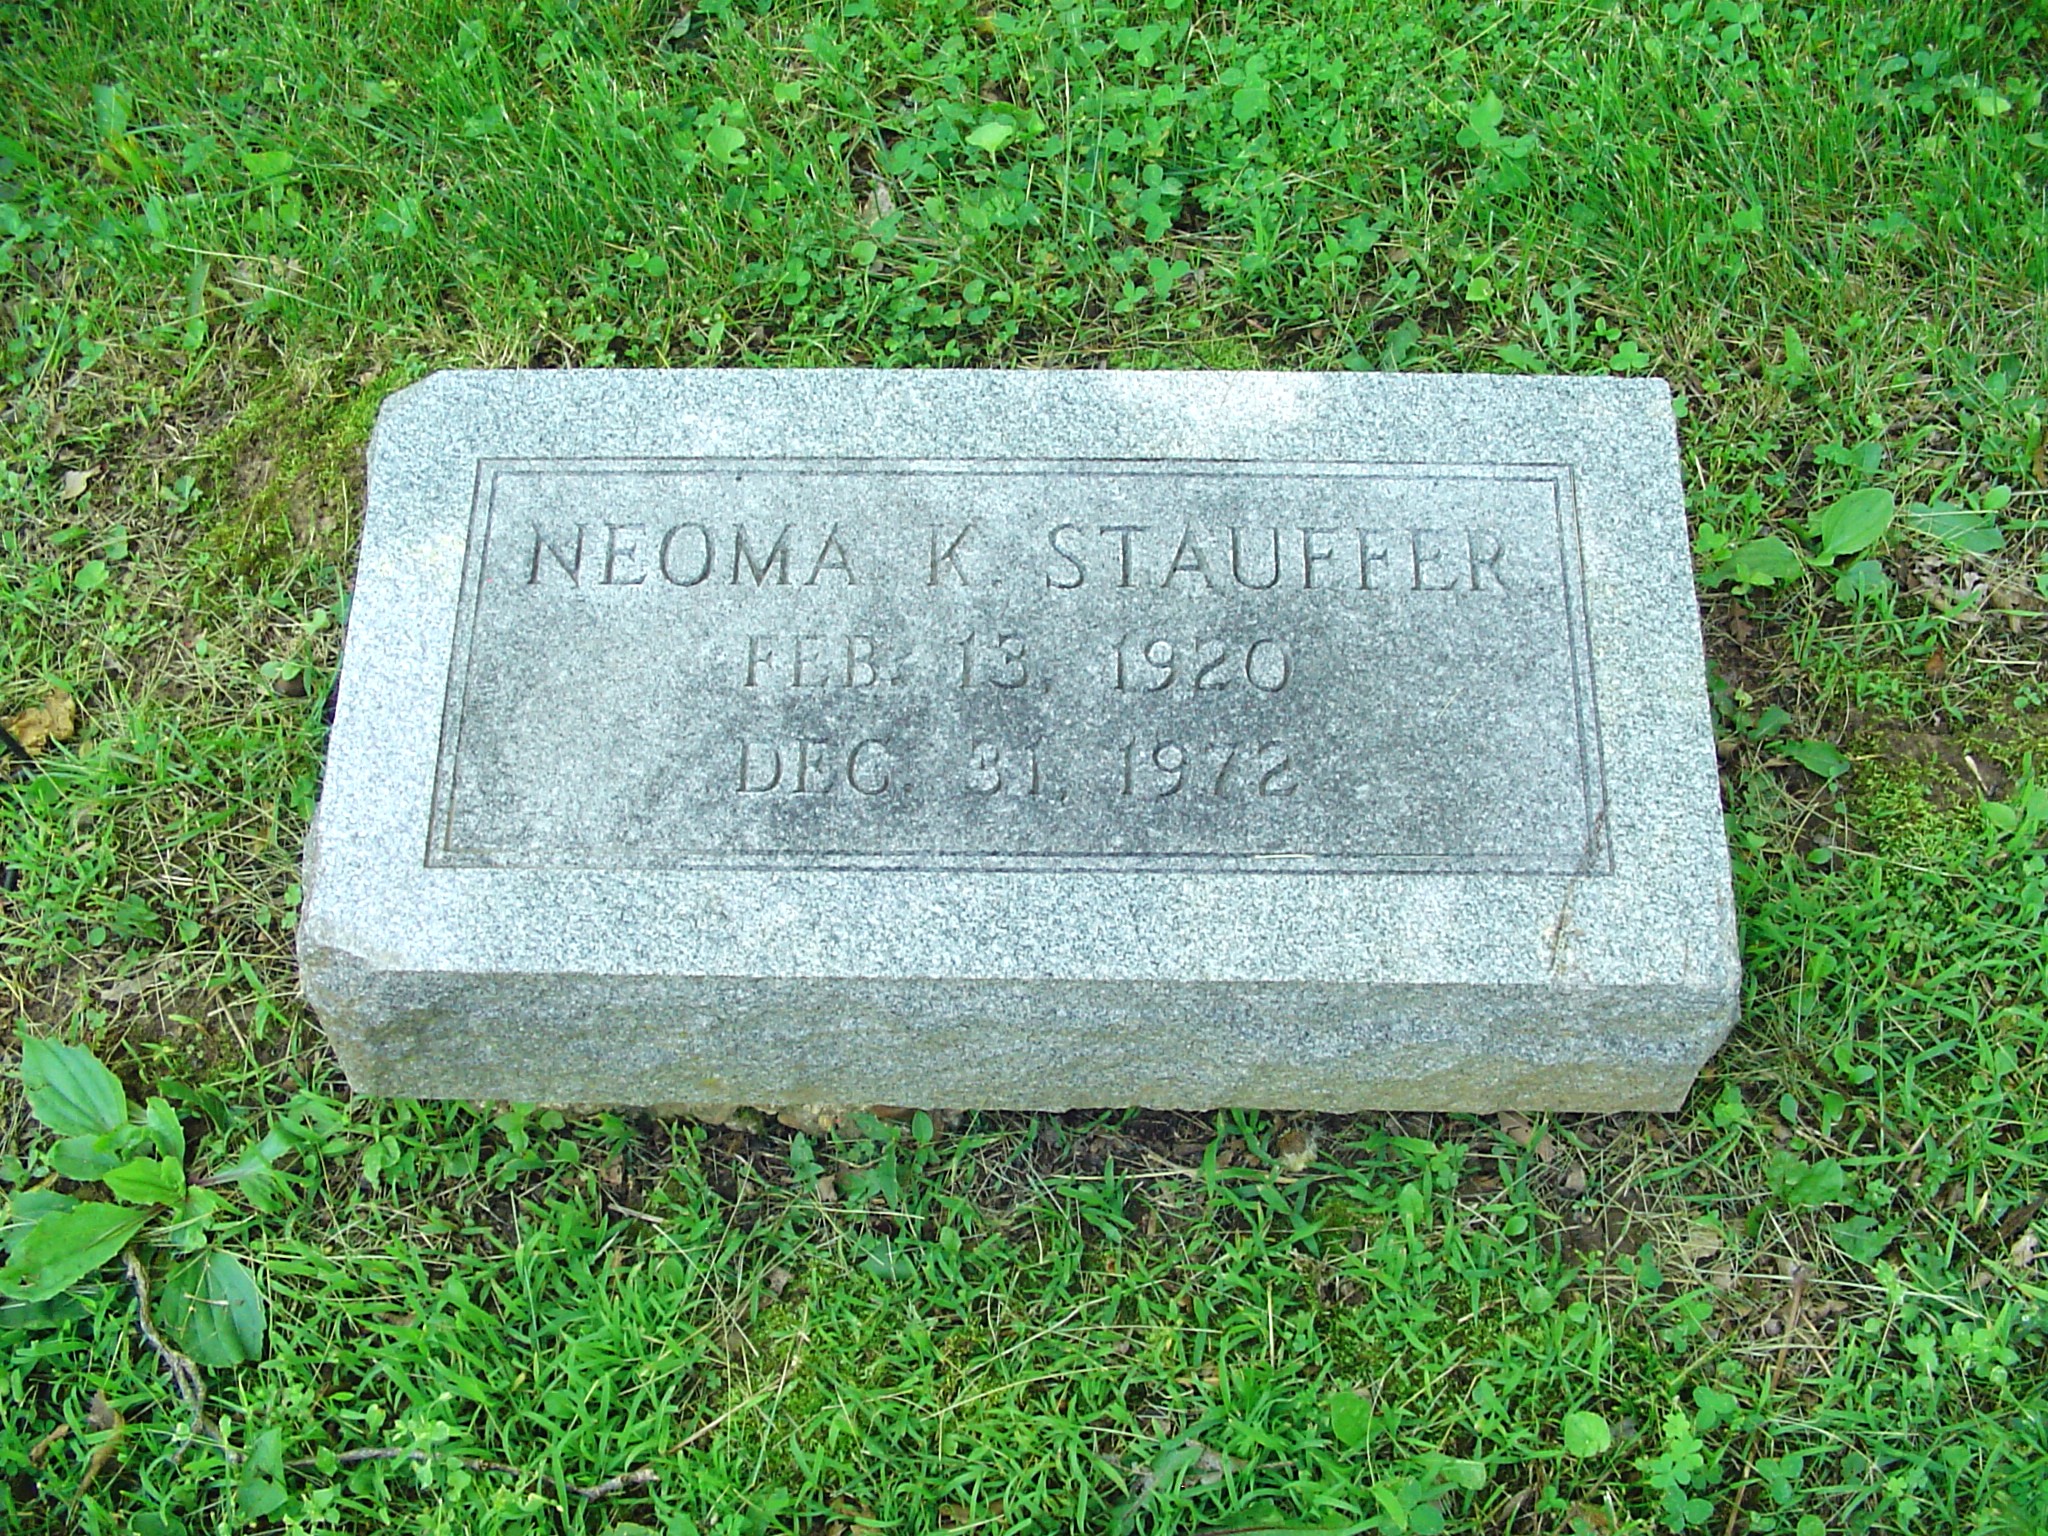 NEOMA K. STAUFFER
FEB. 13, 1920
DEC. 31, 1972